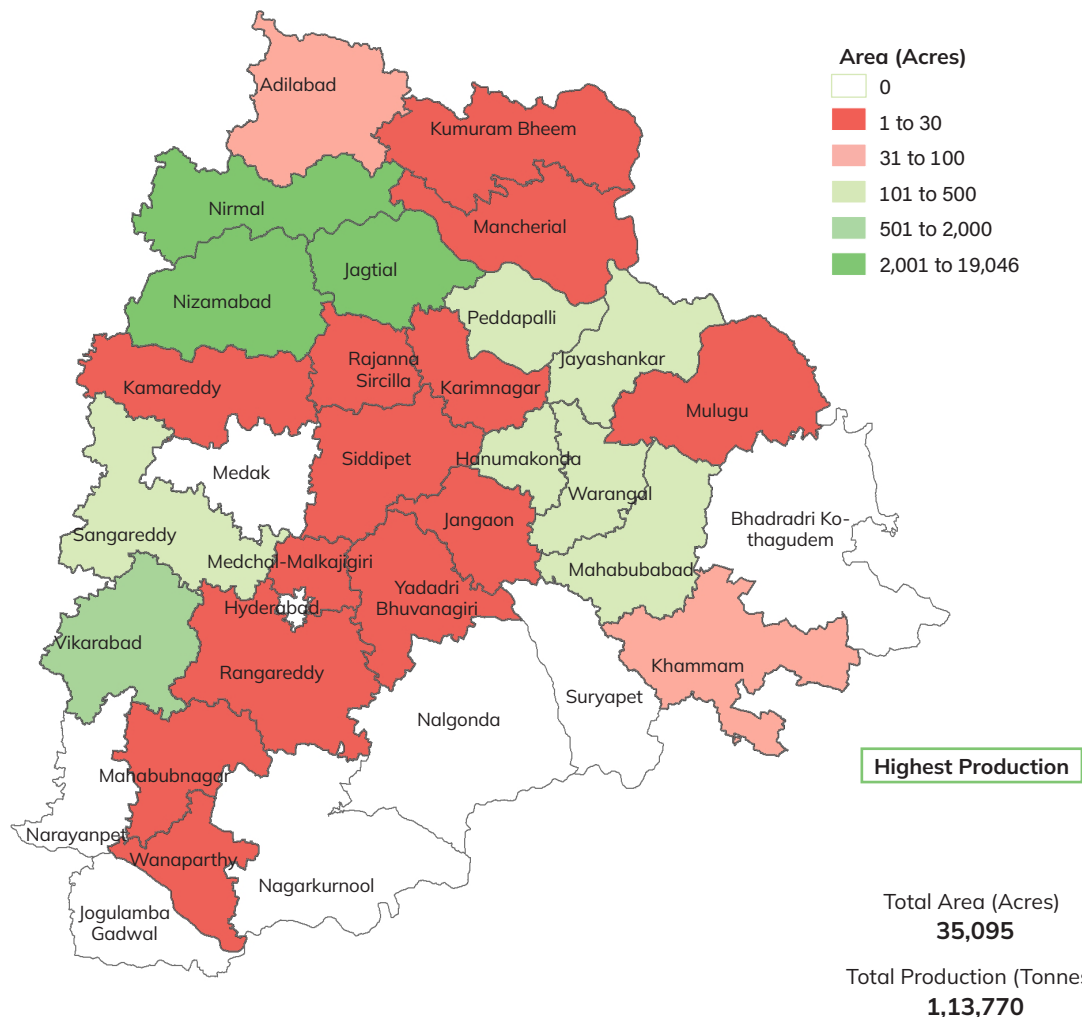 Area (Acres)
0
1 to 30
31 to 100
101 to 500
501 to 2,000
2,001 to 19,046
Adilabad
Kumuram Bheem
Nirmal
Mancherial
Jagtial
Nizamabad
Peddapalli
Rajanna
Sircilla
Jayashankar
Kamareddy
Karimnagar
Mulugu
Siddipet
Hanumakonda
Medak
Warangal
Jangaon
Bhadradri Ko-
thagudem
Sangareddy
Medchal-Malkajigiri
Mahabubabad
Yadadri
Bhuvanagiri
Hyderabad
Vikarabad
Khammam
Rangareddy
Suryapet
Nalgonda
Mahabubnagar
Narayanpet
Wanaparthy
Nagarkurnool
Jogulamba
Gadwal
Highest Production
Total Area (Acres)
35,095
Total Production (Tonnes
1,13,770